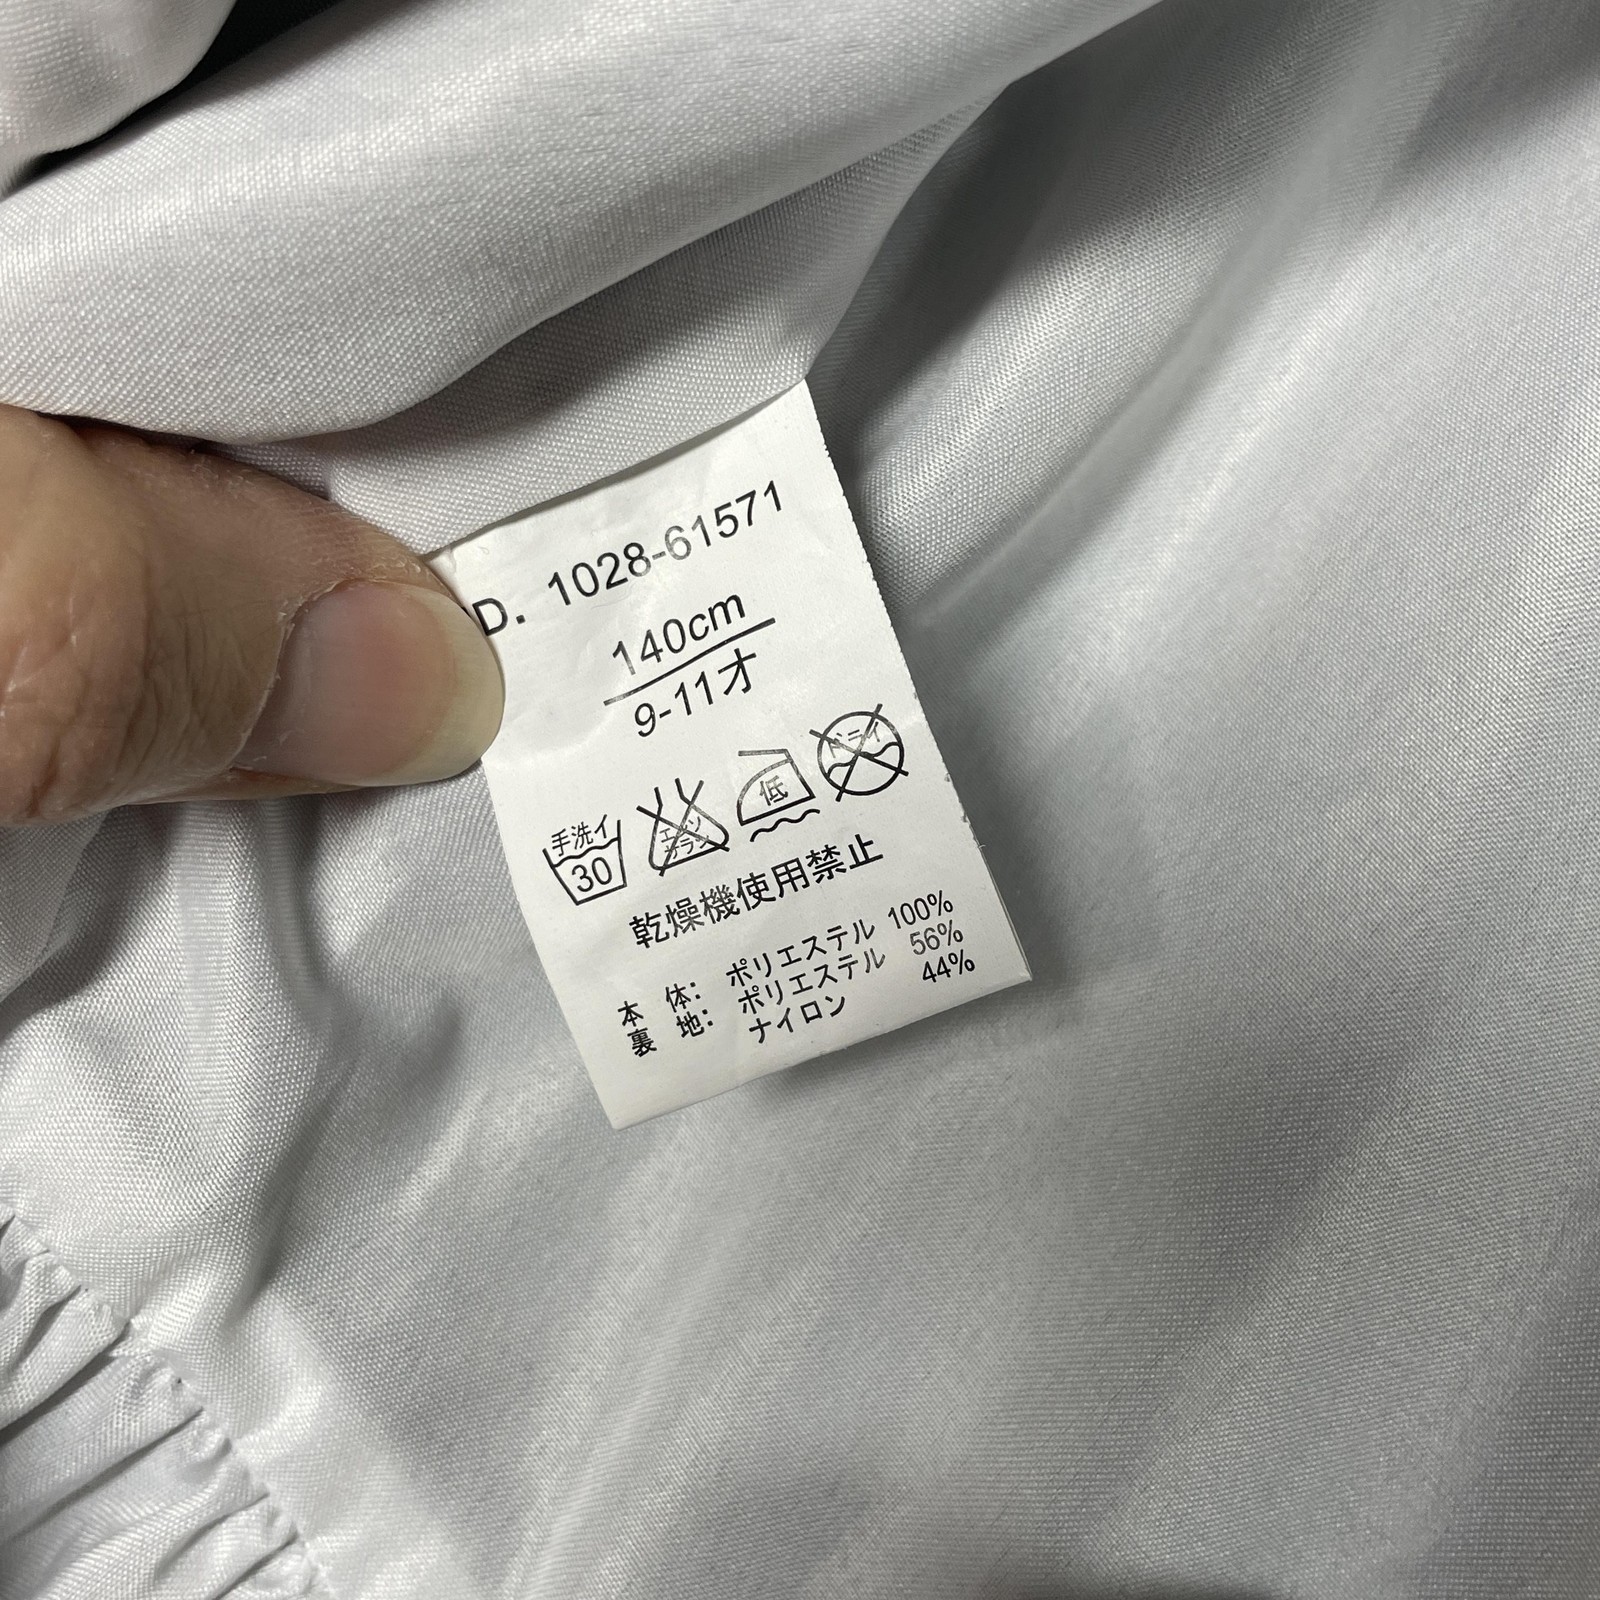 D. 1028-61571
140cm
9-11才
手洗イ
30
エンソ
サラシ
低
ドライ
乾燥機使用禁止
本 体: ポリエステル 100%
裏 地: ポリエステル 56%
ナイロン 44%